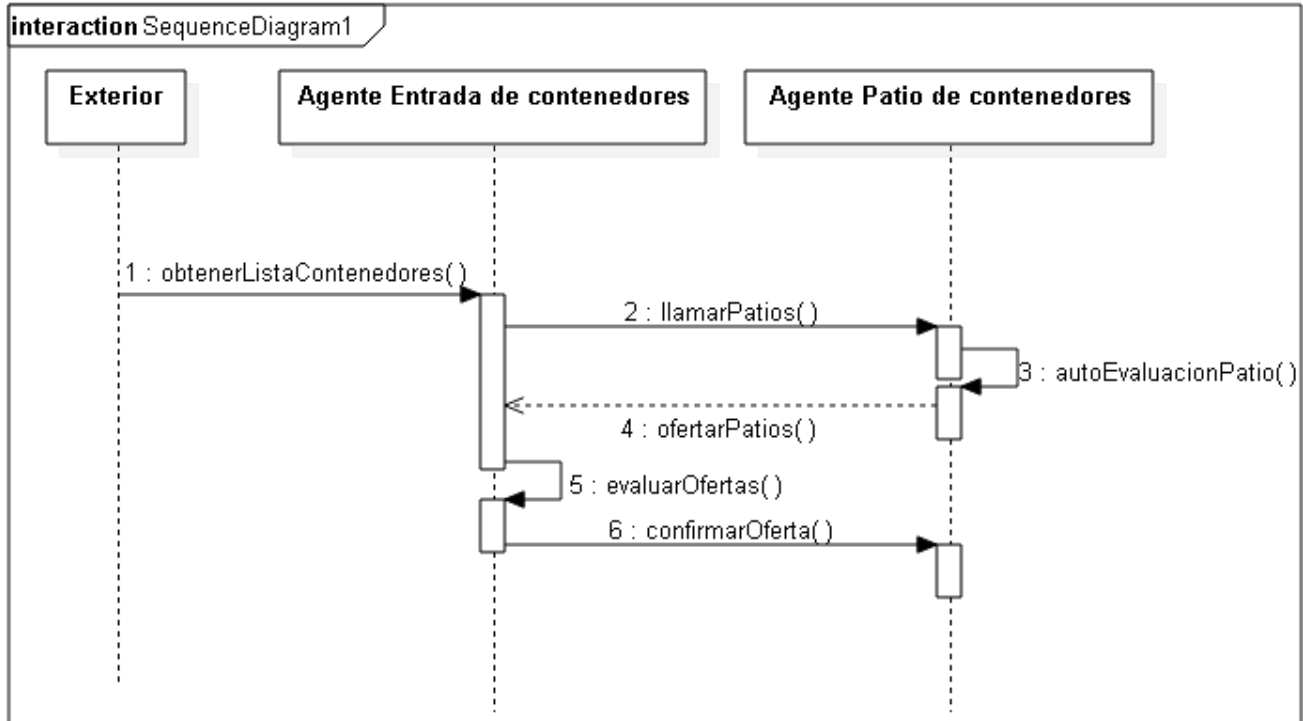 interaction SequenceDiagram1
Exterior
Agente Entrada de contenedores
Agente Patio de contenedores
1 : obtenerListaContenedores( )
2 : llamarPatios( )
3 : autoEvaluacionPatio( )
4 : ofertarPatios( )
5 : evaluarOfertas( )
6 : confirmarOferta( )